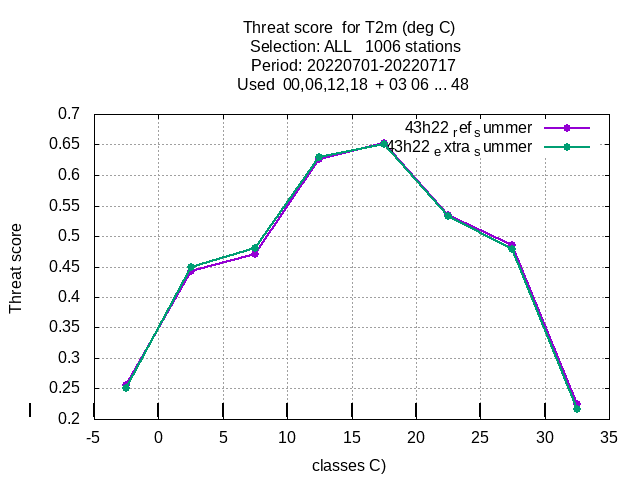 Threat score  for T2m (deg C)
Selection: ALL   1006 stations
Period: 20220701-20220717
Used  00,06,12,18  + 03 06 ... 48
0.7
0.65
0.6
0.55
0.5
0.45
0.4
0.35
0.3
0.25
0.2
Threat score
43h22 ref summer
43h22 extra summer
-5 0 5 10 15 20 25 30 35
classes C)